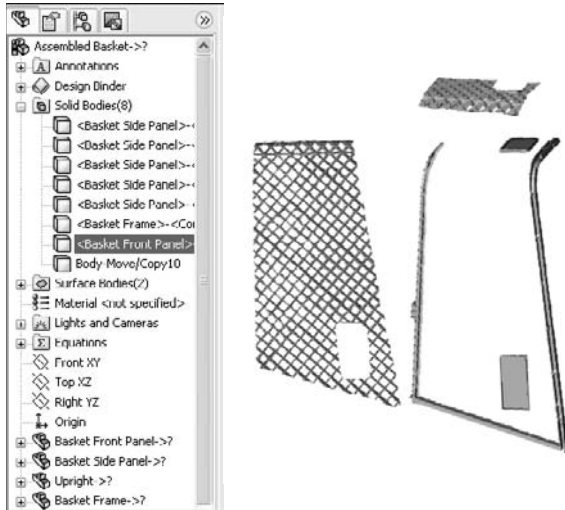 Assembled Basket->?
Annotations
Design Binder
Solid Bodies(8)
<Basket Side Panel>-<
<Basket Side Panel>-<
<Basket Side Panel>-<
<Basket Side Panel>-<
<Basket Side Panel>-<
<Basket Frame>-<Co
<Basket Front Panel>
Body-Move/Copy10
Surface Bodies(2)
Material <not specified>
Lights and Cameras
Equations
Front XY
Top XZ
Right YZ
Origin
Basket Front Panel->?
Basket Side Panel->?
Upright->?
Basket Frame->?